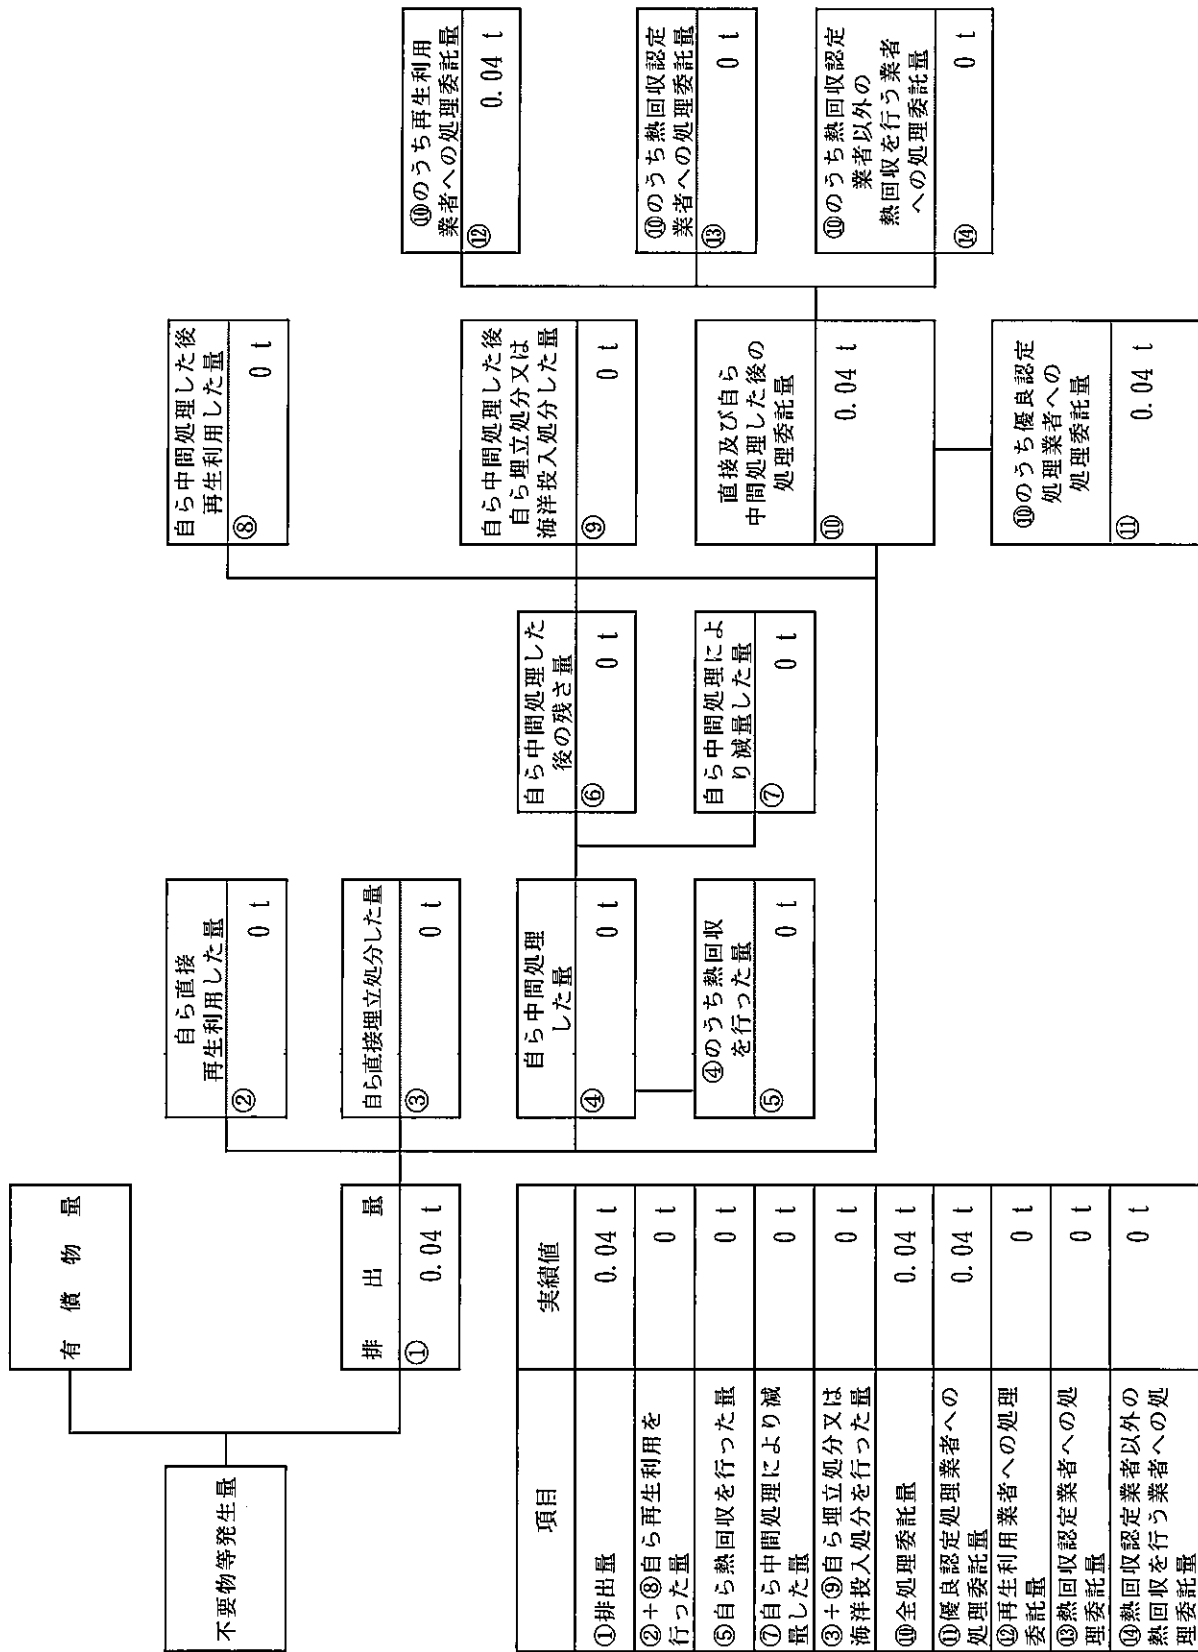 不要物等発生量
有償物量
排出量
① 0.04 t
自ら直接
再生利用した量
② 0 t
自ら直接埋立処分した量
③ 0 t
自ら中間処理
した量
④ 0 t
④のうち熱回収
を行った量
⑤ 0 t
自ら中間処理した
後の残さ量
⑥ 0 t
自ら中間処理によ
り減量した量
⑦ 0 t
自ら中間処理した後
再生利用した量
⑧ 0 t
自ら中間処理した後
自ら埋立処分又は
海洋投入処分した量
⑨ 0 t
直接及び自ら
中間処理した後の
処理委託量
⑩ 0.04 t
⑩のうち優良認定
処理業者への
処理委託量
⑪ 0.04 t
⑩のうち再生利用
業者への処理委託量
⑫ 0.04 t
⑩のうち熱回収認定
業者への処理委託量
⑬ 0 t
⑩のうち熱回収認定
業者以外の
熱回収を行う業者
への処理委託量
⑭ 0 t
項目 実績値
①排出量 0.04 t
②+⑧自ら再生利用を
行った量 0 t
⑤自ら熱回収を行った量 0 t
⑦自ら中間処理により減
量した量 0 t
③+⑨自ら埋立処分又は
海洋投入処分を行った量 0 t
⑩全処理委託量 0.04 t
⑪優良認定処理業者への
処理委託量 0.04 t
⑫再生利用業者への処理
委託量 0 t
⑬熱回収認定業者への処
理委託量 0 t
⑭熱回収認定業者以外の
熱回収を行う業者への処
理委託量 0 t